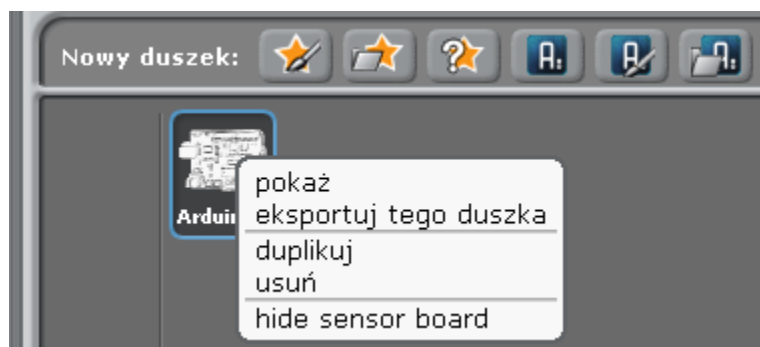 Nowy duszek:
A:
A:
A:
Ardui
pokaż
eksportuj tego duszka
duplikuj
usuń
hide sensor board